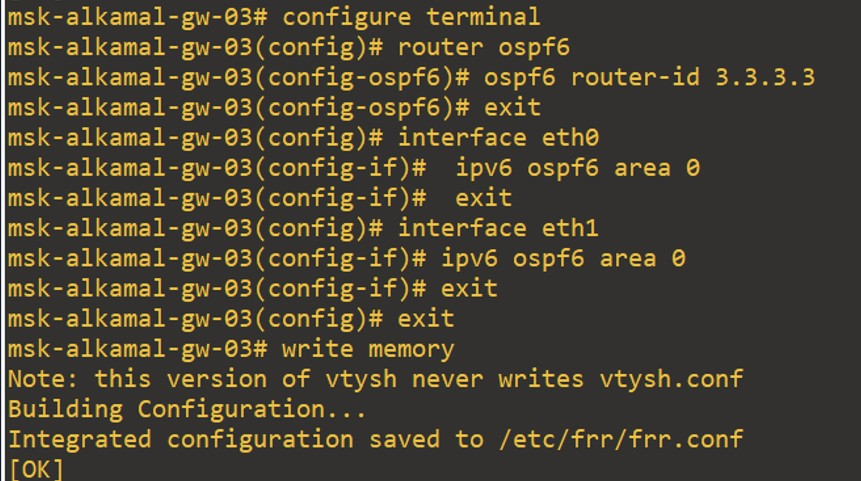 msk-alkamal-gw-03# configure terminal
msk-alkamal-gw-03(config)# router ospf6
msk-alkamal-gw-03(config-ospf6)# ospf6 router-id 3.3.3.3
msk-alkamal-gw-03(config-ospf6)# exit
msk-alkamal-gw-03(config)# interface eth0
msk-alkamal-gw-03(config-if)#  ipv6 ospf6 area 0
msk-alkamal-gw-03(config-if)#  exit
msk-alkamal-gw-03(config)# interface eth1
msk-alkamal-gw-03(config-if)# ipv6 ospf6 area 0
msk-alkamal-gw-03(config-if)# exit
msk-alkamal-gw-03(config)# exit
msk-alkamal-gw-03# write memory
Note: this version of vtysh never writes vtysh.conf
Building Configuration...
Integrated configuration saved to /etc/frr/frr.conf
[OK]